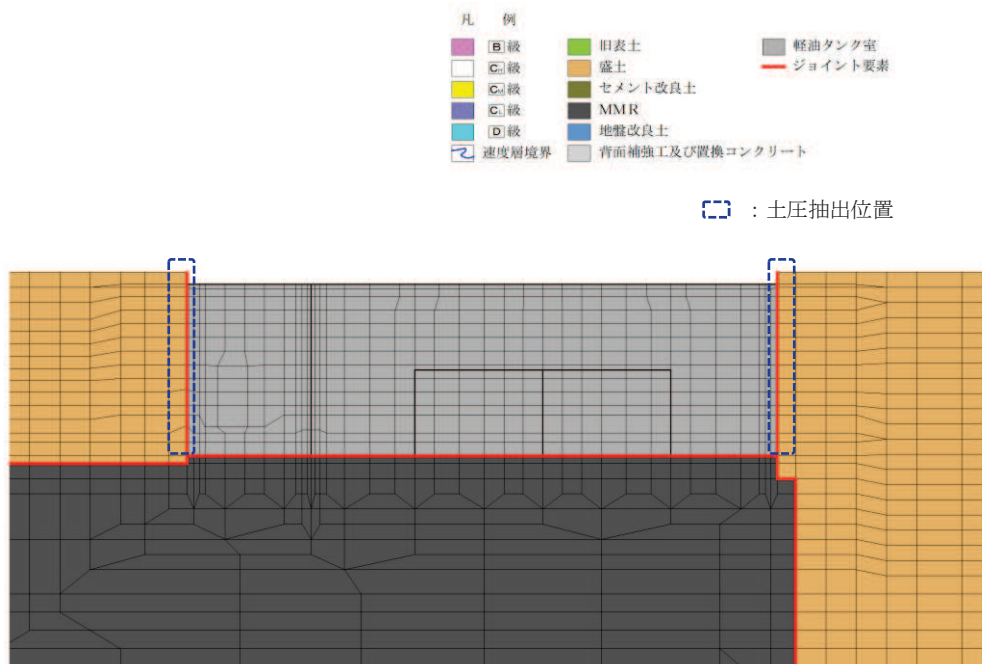 凡 例
B級 旧表土 軽油タンク室
CH級 盛土 ジョイント要素
CM級 セメント改良土
CL級 MMR
D級 地盤改良土
速度層境界 背面補強工及び置換コンクリート
:土圧抽出位置